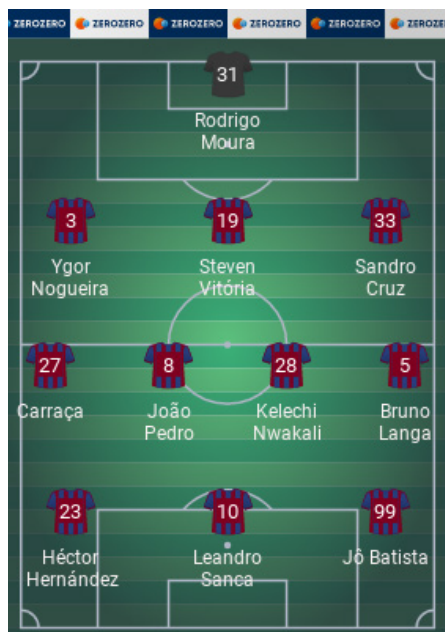 ZEROZERO ZEROZERO ZEROZERO ZEROZERO ZEROZERO ZEROZE
31
Rodrigo
Moura
3 19 33
Ygor Steven Sandro
Nogueira Vitória Cruz
27 8 28 5
Carraça João Kelechi Bruno
Pedro Nwakali Langa
23 10 99
Héctor Leandro Jô Batista
Hernández Sanca